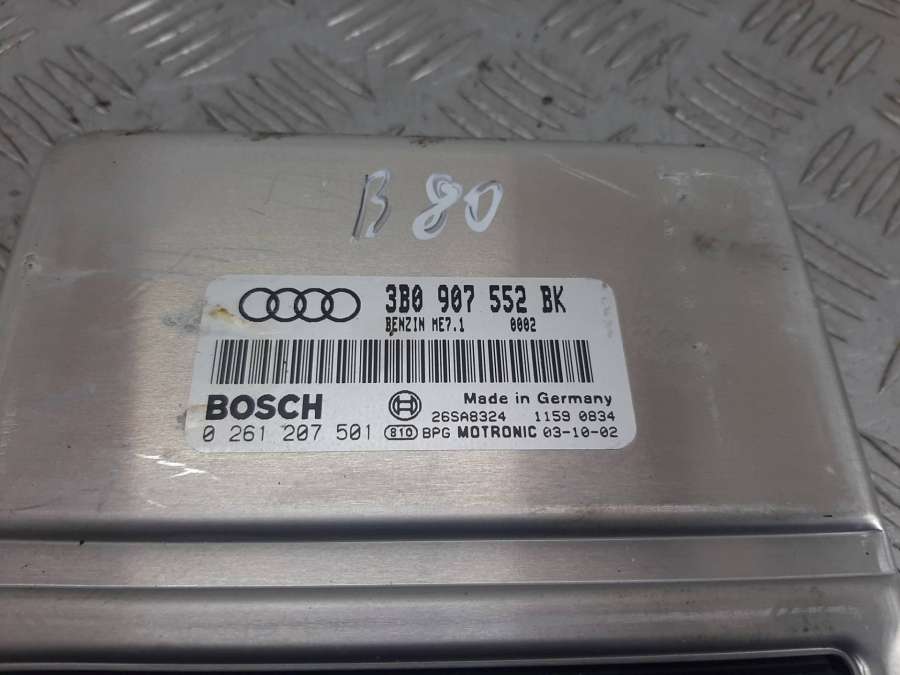 B 80
3B0 907 552 BK
BENZIN ME7.1 0002
BOSCH Made in Germany
26SA8324 1159 0834
0 261 207 501 810 BPG MOTRONIC 03-10-02